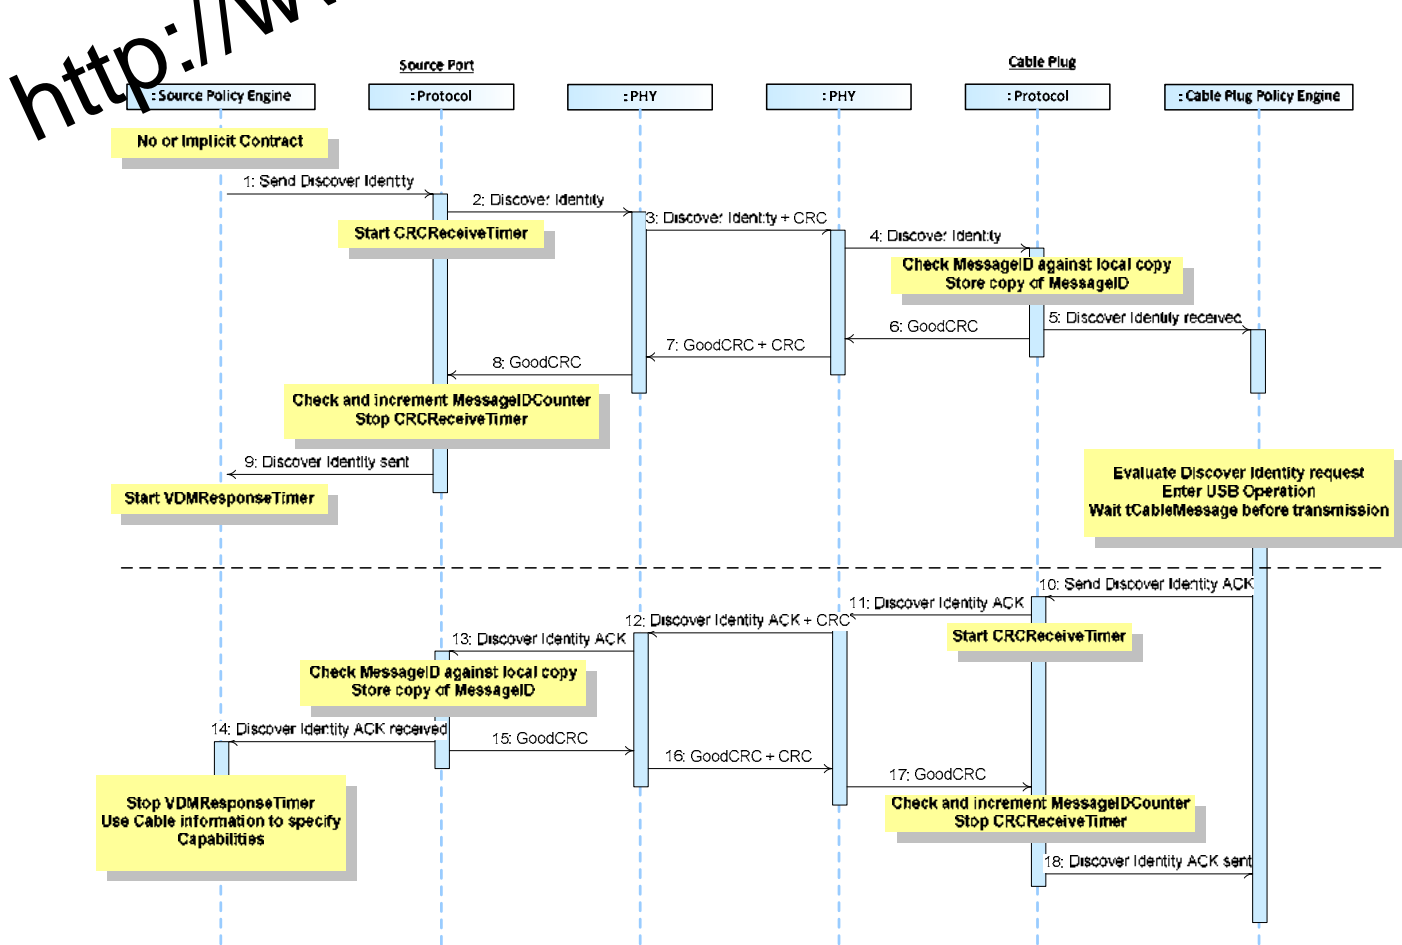 http://w
Source Port
Cable Plug
: Source Policy Engine
: Protocol
: PHY
: PHY
: Protocol
: Cable Plug Policy Engine
No or Implicit Contract
1: Send Discover Identity
2: Discover Identity
3: Discover Identity + CRC
Start CRCReceiveTimer
4: Discover Identity
Check MessageID against local copy
Store copy of MessageID
5: Discover Identity received
6: GoodCRC
7: GoodCRC + CRC
8: GoodCRC
Check and increment MessageIDCounter
Stop CRCReceiveTimer
9: Discover Identity sent
Start VDMResponseTimer
Evaluate Discover Identity request
Enter USB Operation
Wait tCableMessage before transmission
10: Send Discover Identity ACK
11: Discover Identity ACK
12: Discover Identity ACK + CRC
Start CRCReceiveTimer
13: Discover Identity ACK
Check MessageID against local copy
Store copy of MessageID
14: Discover Identity ACK received
15: GoodCRC
16: GoodCRC + CRC
17: GoodCRC
Stop VDMResponseTimer
Use Cable information to specify
Capabilities
Check and increment MessageIDCounter
Stop CRCReceiveTimer
18: Discover Identity ACK sent